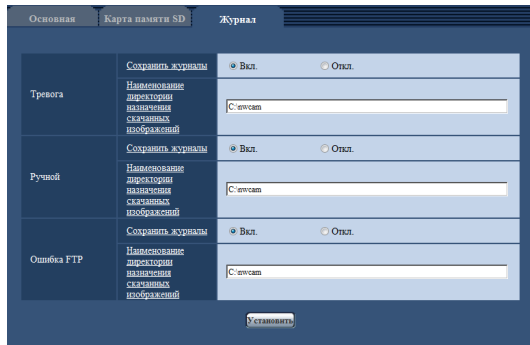 Основная Карта памяти SD Журнал
Тревога
Сохранить журналы
Вкл. Откл.
Наименование
директории
назначения
скачанных
изображений
C:\nwcam
Ручной
Сохранить журналы
Вкл. Откл.
Наименование
директории
назначения
скачанных
изображений
C:\nwcam
Ошибка FTP
Сохранить журналы
Вкл. Откл.
Наименование
директории
назначения
скачанных
изображений
C:\nwcam
Установить